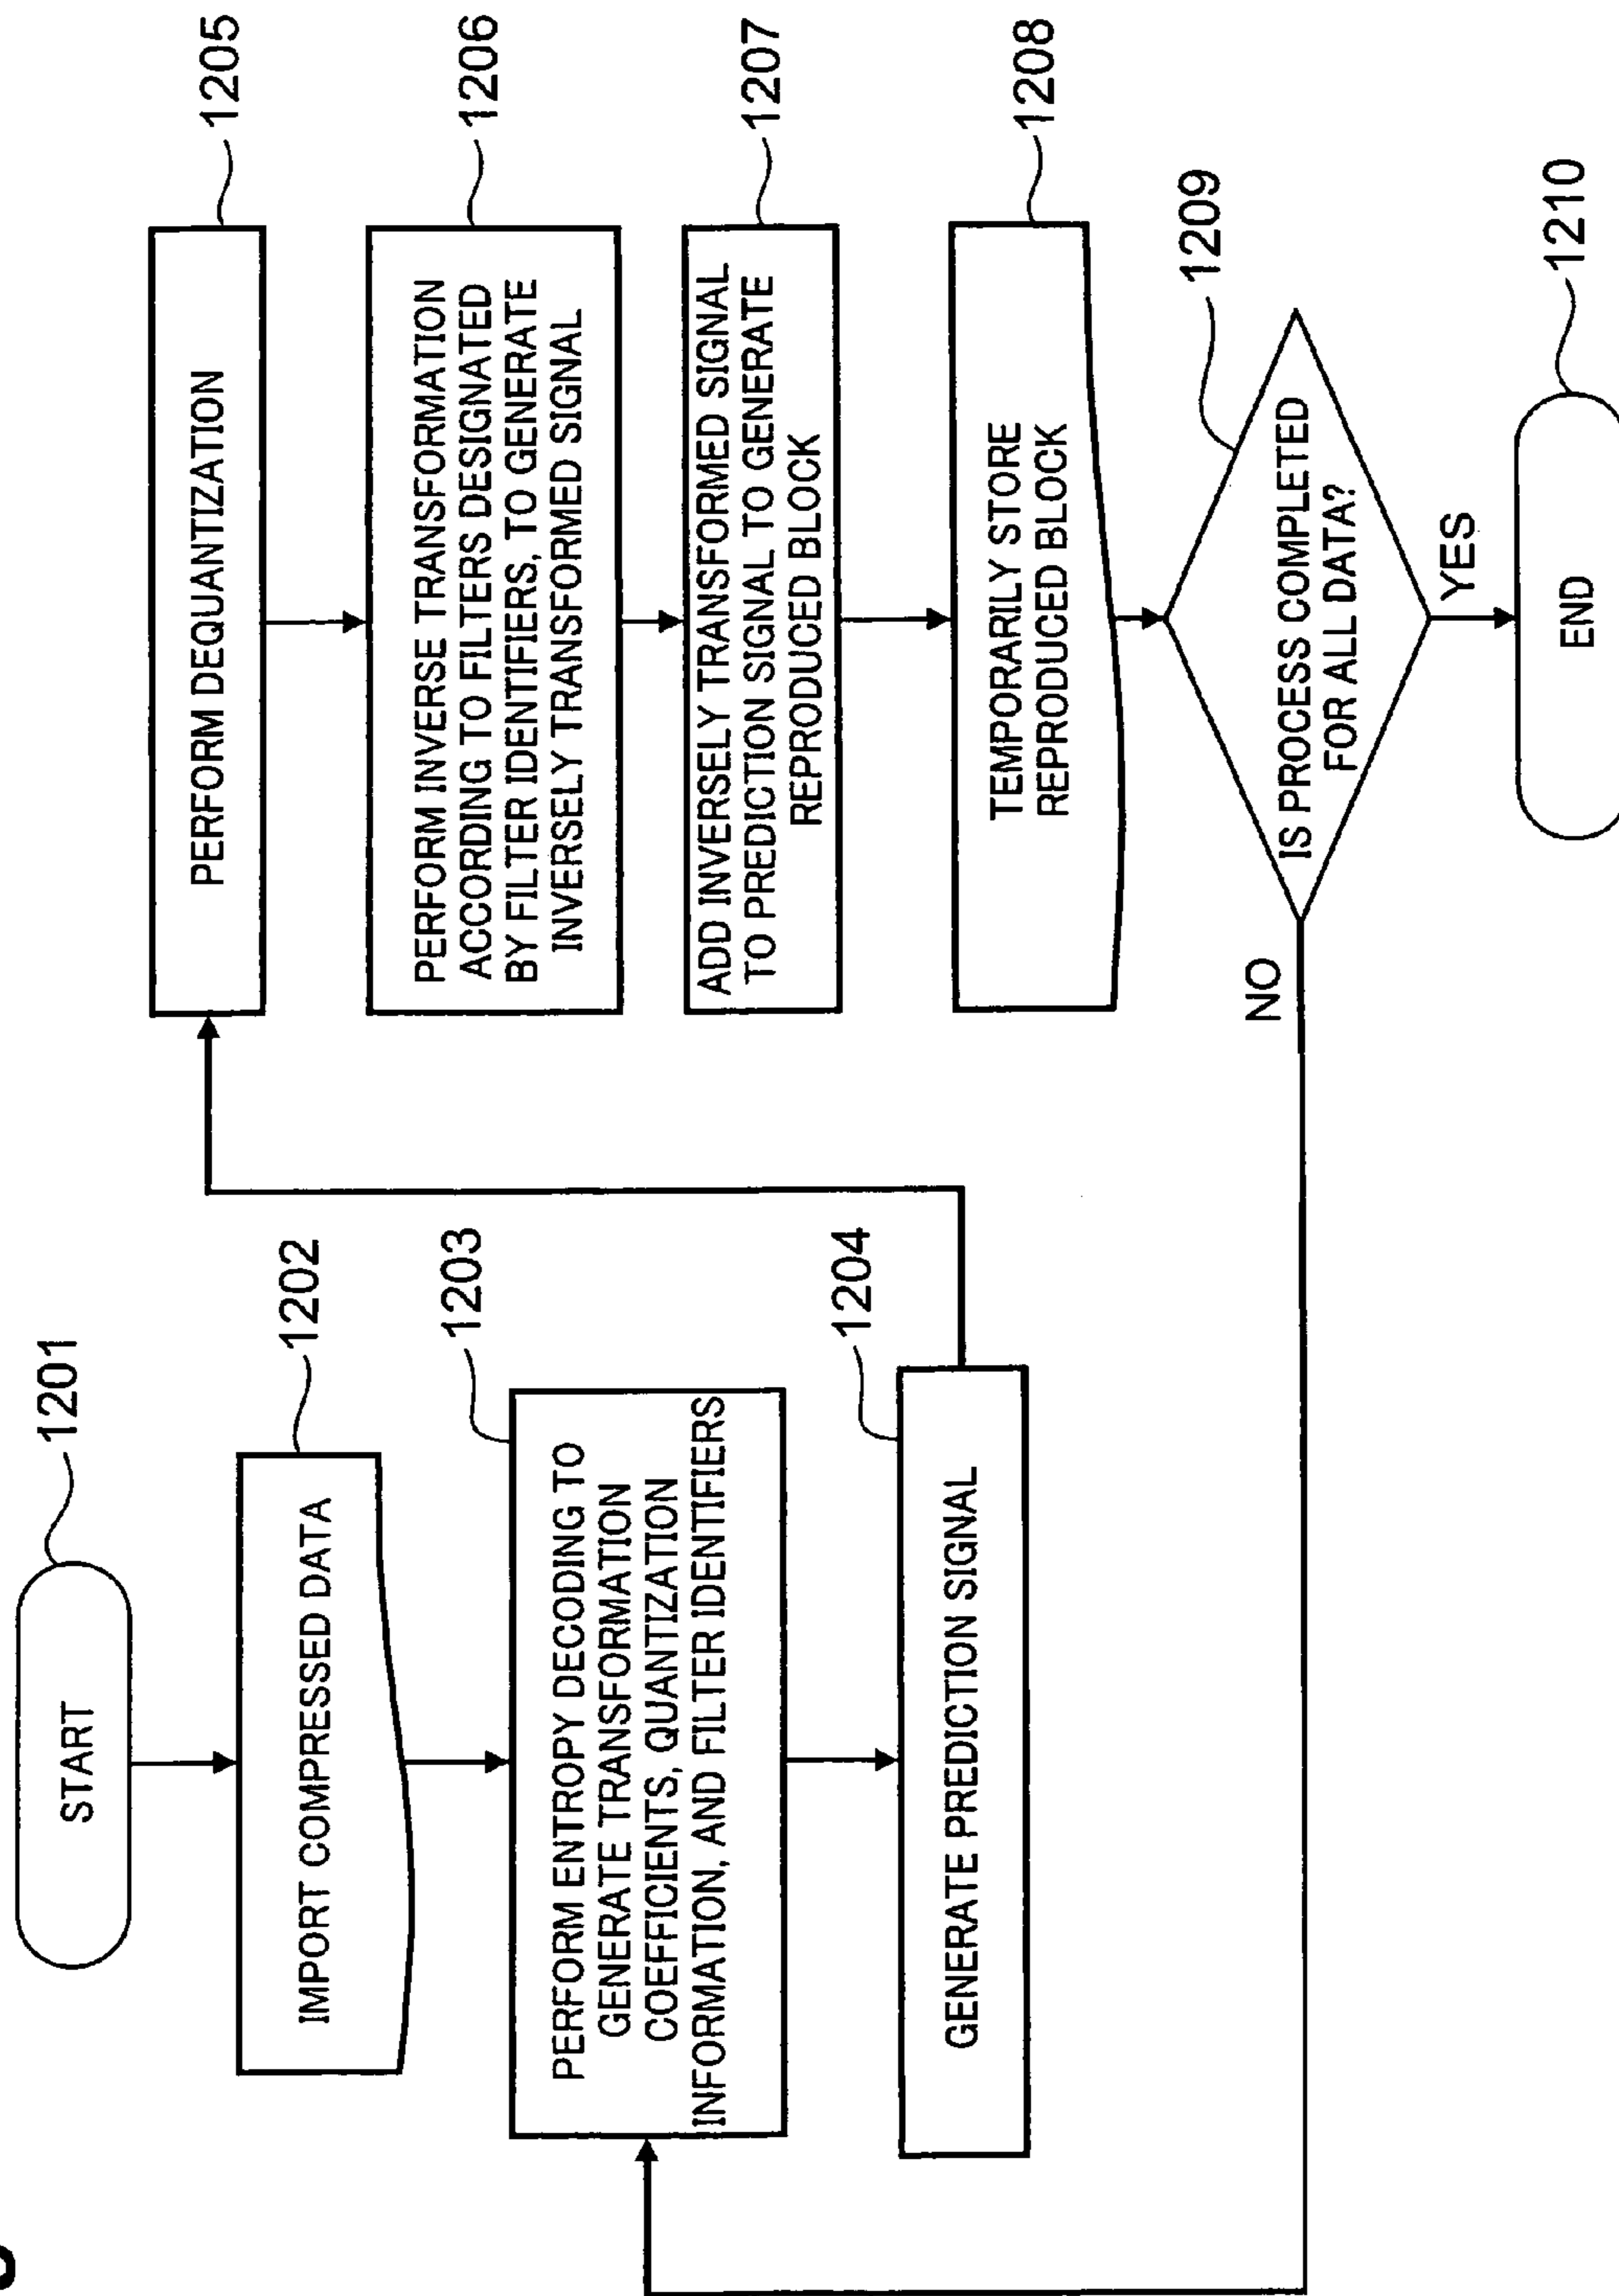 START
1201
IMPORT COMPRESSED DATA
1202
PERFORM ENTROPY DECODING TO
GENERATE TRANSFORMATION
COEFFICIENTS, QUANTIZATION
INFORMATION, AND FILTER IDENTIFIERS
1203
GENERATE PREDICTION SIGNAL
1204
PERFORM DEQUANTIZATION
1205
PERFORM INVERSE TRANSFORMATION
ACCORDING TO FILTERS DESIGNATED
BY FILTER IDENTIFIERS, TO GENERATE
INVERSELY TRANSFORMED SIGNAL
1206
ADD INVERSELY TRANSFORMED SIGNAL
TO PREDICTION SIGNAL TO GENERATE
REPRODUCED BLOCK
1207
TEMPORARILY STORE
REPRODUCED BLOCK
1208
IS PROCESS COMPLETED
FOR ALL DATA?
1209
NO
YES
END
1210